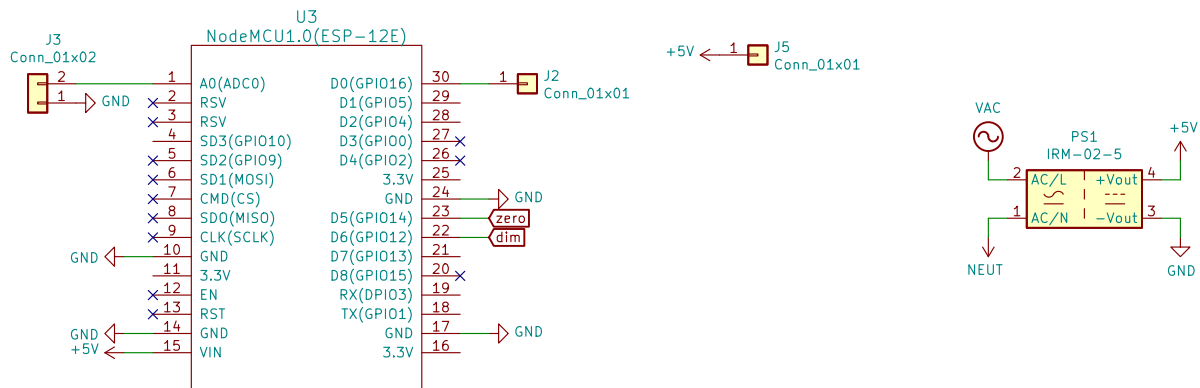 U3
NodeMCU1.0(ESP-12E)
J3
Conn_01x02
2
1
GND
1 A0(ADC0)
2 RSV
3 RSV
4 SD3(GPIO10)
5 SD2(GPIO9)
6 SD1(MOSI)
7 CMD(CS)
8 SDO(MISO)
9 CLK(SCLK)
GND 10 GND
11 3.3V
12 EN
13 RST
GND 14 GND
+5V 15 VIN
D0(GPIO16) 30
D1(GPIO5) 29
D2(GPIO4) 28
D3(GPIO0) 27
D4(GPIO2) 26
3.3V 25
GND 24 GND
D5(GPIO14) 23 zero
D6(GPIO12) 22 dim
D7(GPIO13) 21
D8(GPIO15) 20
RX(DPIO3) 19
TX(GPIO1) 18
GND 17 GND
3.3V 16
1 J2
Conn_01x01
+5V 1 J5
Conn_01x01
VAC
PS1
IRM-02-5
+5V
2 AC/L +Vout 4
1 AC/N -Vout 3
NEUT
GND